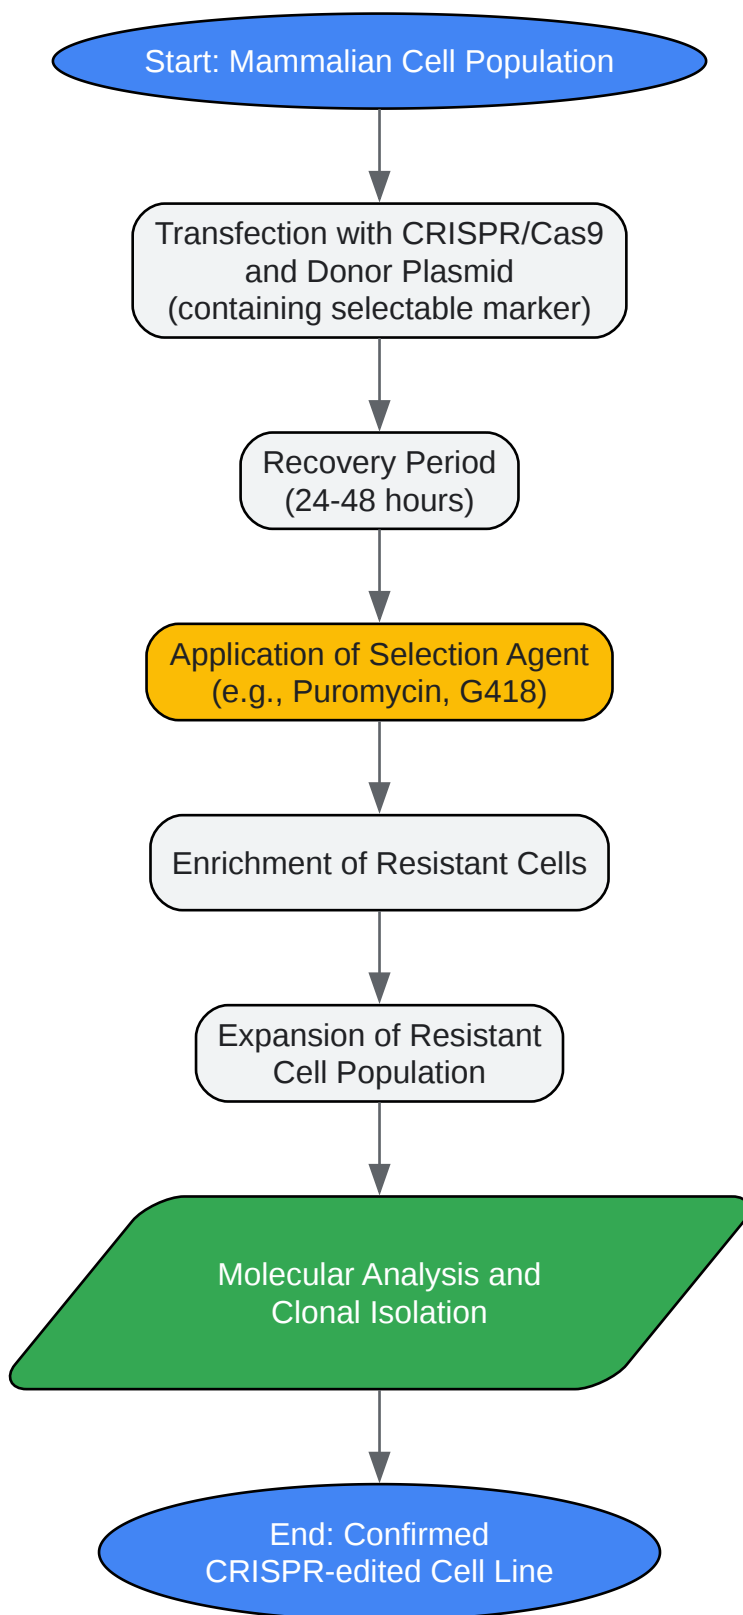 Start: Mammalian Cell Population
Transfection with CRISPR/Cas9
and Donor Plasmid
(containing selectable marker)
Recovery Period
(24-48 hours)
Application of Selection Agent
(e.g., Puromycin, G418)
Enrichment of Resistant Cells
Expansion of Resistant
Cell Population
Molecular Analysis and
Clonal Isolation
End: Confirmed
CRISPR-edited Cell Line